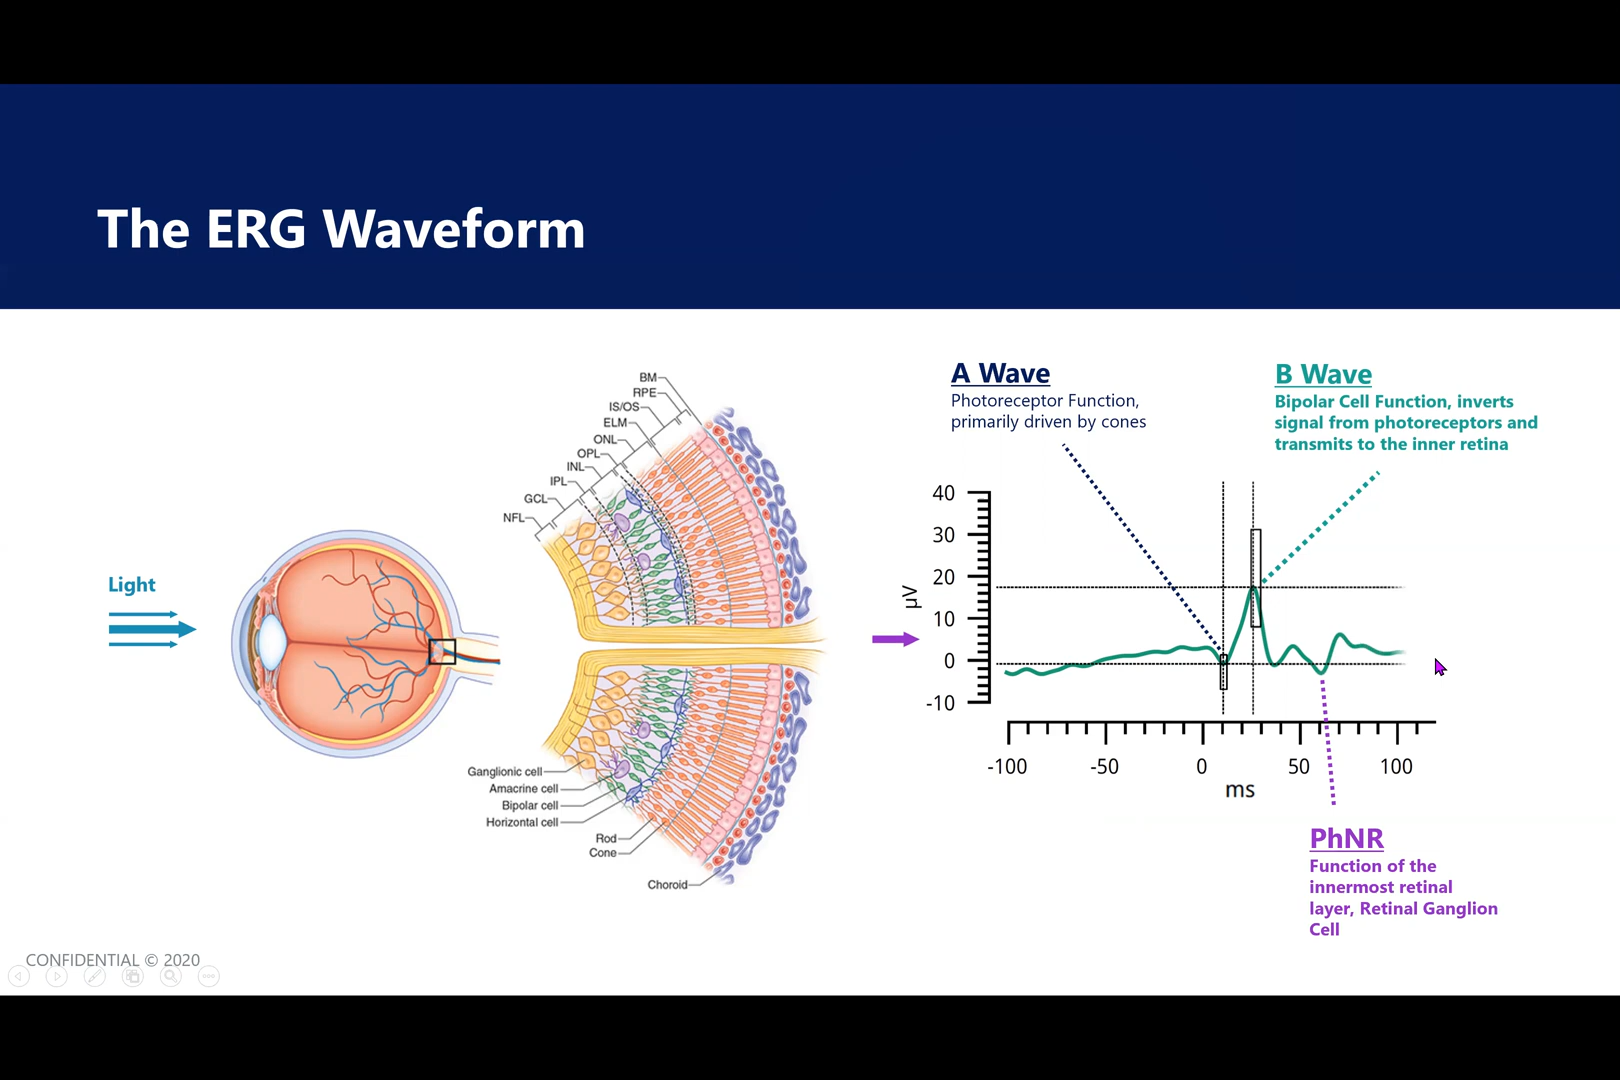 The ERG Waveform
Light
BM
RPE
IS/OS
ELM
ONL
OPL
INL
IPL
GCL
NFL
Ganglionic cell
Amacrine cell
Bipolar cell
Horizontal cell
Rod
Cone
Choroid
A Wave
Photoreceptor Function,
primarily driven by cones
B Wave
Bipolar Cell Function, inverts
signal from photoreceptors and
transmits to the inner retina
40
30
20
10
0
-10
µV
-100 -50 0 50 100
ms
PhNR
Function of the
innermost retinal
layer, Retinal Ganglion
Cell
CONFIDENTIAL © 2020